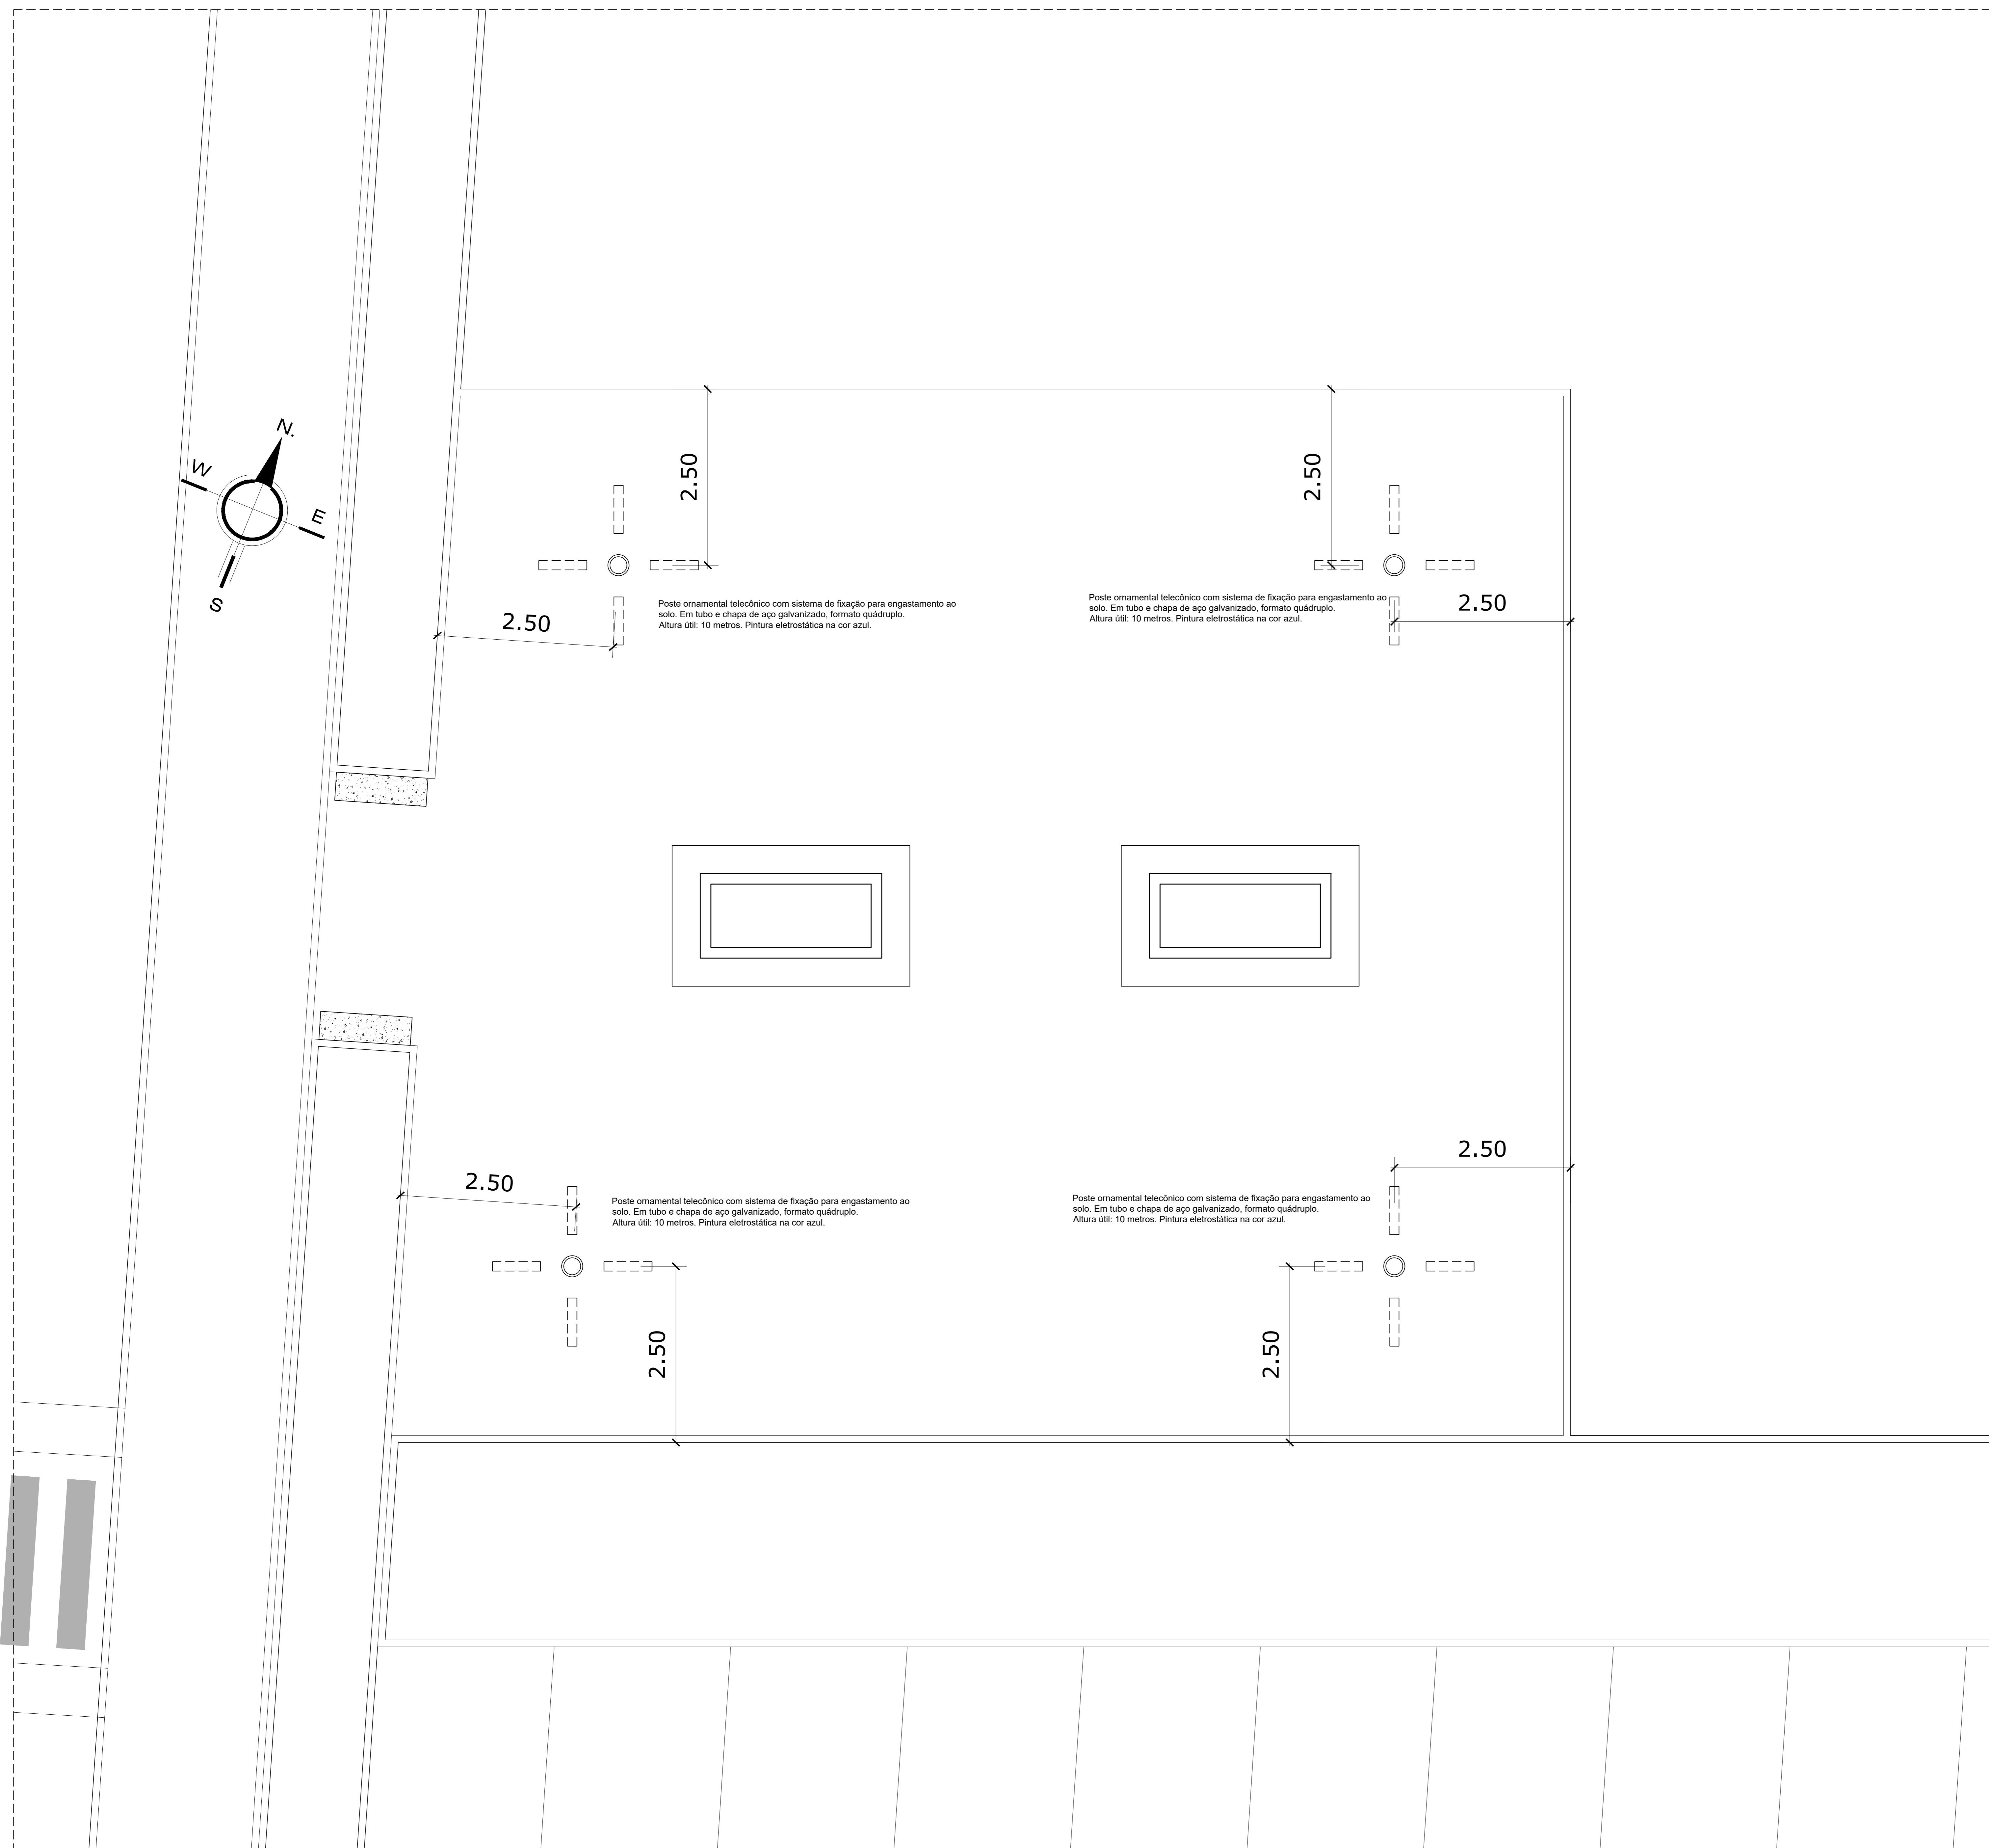 N.
W
E
S
2.50
2.50
2.50
Poste ornamental telecônico com sistema de fixação para engastamento ao
solo. Em tubo e chapa de aço galvanizado, formato quádruplo.
Altura útil: 10 metros. Pintura eletrostática na cor azul.
Poste ornamental telecônico com sistema de fixação para engastamento ao
solo. Em tubo e chapa de aço galvanizado, formato quádruplo.
Altura útil: 10 metros. Pintura eletrostática na cor azul.
2.50
2.50
2.50
Poste ornamental telecônico com sistema de fixação para engastamento ao
solo. Em tubo e chapa de aço galvanizado, formato quádruplo.
Altura útil: 10 metros. Pintura eletrostática na cor azul.
Poste ornamental telecônico com sistema de fixação para engastamento ao
solo. Em tubo e chapa de aço galvanizado, formato quádruplo.
Altura útil: 10 metros. Pintura eletrostática na cor azul.
2.50
2.50